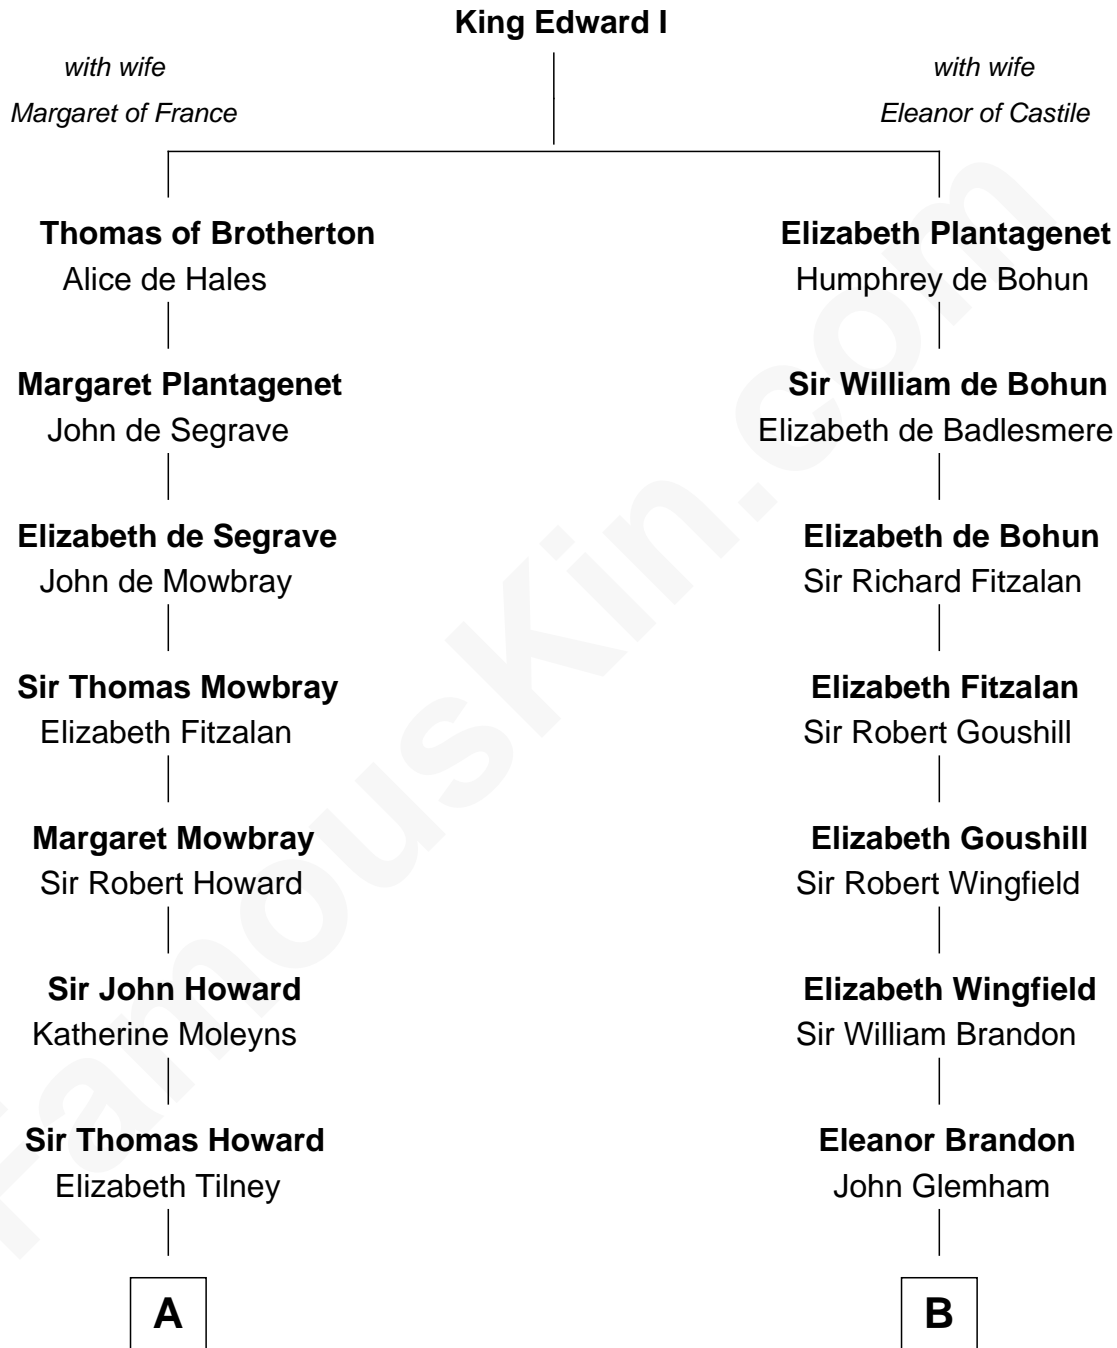 King Edward I
with wife
Margaret of France
with wife
Eleanor of Castile
Thomas of Brotherton
Alice de Hales
Elizabeth Plantagenet
Humphrey de Bohun
Margaret Plantagenet
John de Segrave
Sir William de Bohun
Elizabeth de Badlesmere
Elizabeth de Segrave
John de Mowbray
Elizabeth de Bohun
Sir Richard Fitzalan
Sir Thomas Mowbray
Elizabeth Fitzalan
Elizabeth Fitzalan
Sir Robert Goushill
Margaret Mowbray
Sir Robert Howard
Elizabeth Goushill
Sir Robert Wingfield
Sir John Howard
Katherine Moleyns
Elizabeth Wingfield
Sir William Brandon
Sir Thomas Howard
Elizabeth Tilney
Eleanor Brandon
John Glemham
A
B
FamousKin.com